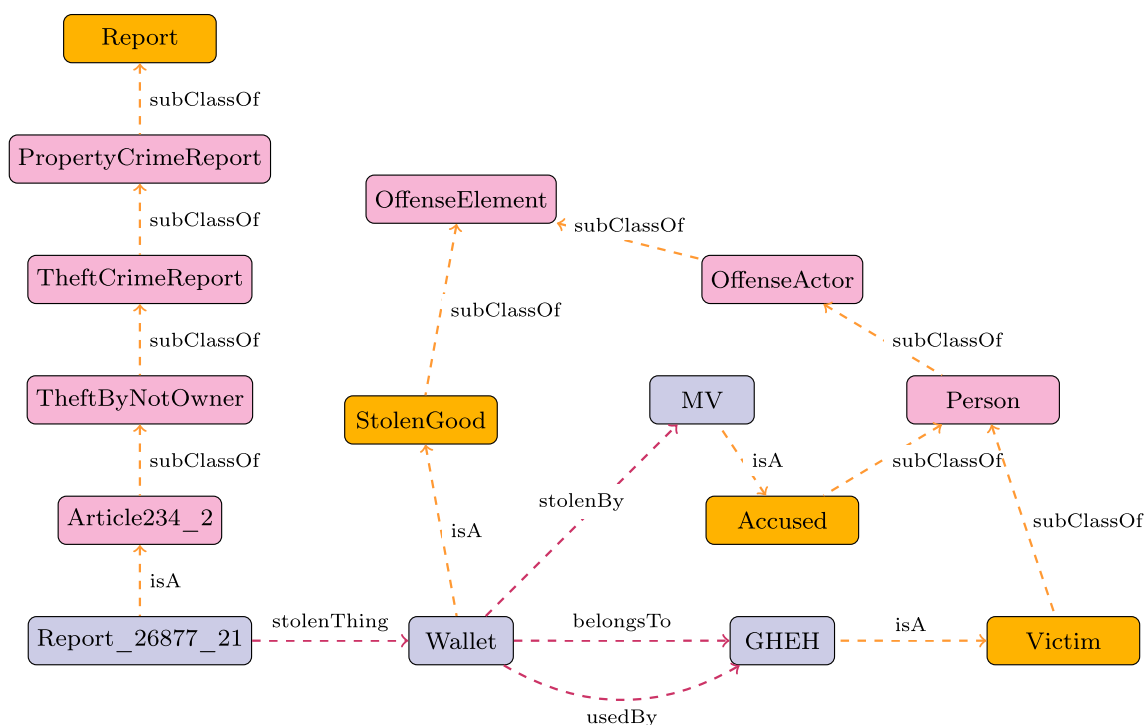 Report
subClassOf
PropertyCrimeReport
OffenseElement
subClassOf
subClassOf
TheftCrimeReport
OffenseActor
subClassOf
subClassOf
subClassOf
TheftByNotOwner
MV
Person
StolenGood
subClassOf
isA
subClassOf
stolenBy
Article234_2
Accused
subClassOf
isA
isA
Report_26877_21
stolenThing
Wallet
belongsTo
GHEH
isA
Victim
usedBy